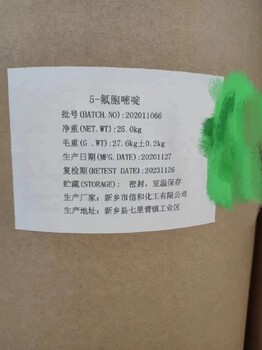 5-氟胞嘧啶
批号(BATCH.NO):202011066
净重(NET.WT):25.0kg
毛重(G .WT):27.6kg±0.2kg
生产日期(MFG.DATE):20201127
复检期(RETEST DATE):20231126
贮藏(STORAGE): 密封，室温保存
生产厂家：新乡市信和化工有限公司
生产地址：新乡县七里营镇工业区